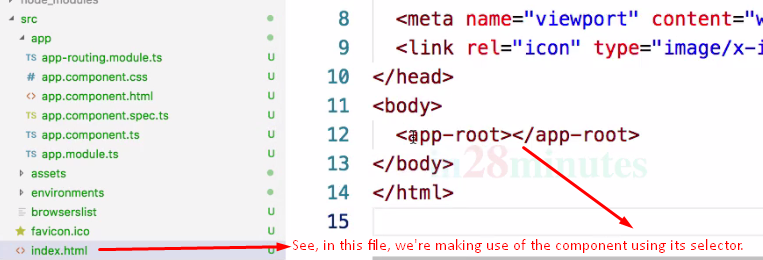 node_modules
src
app
TS app-routing.module.ts U
# app.component.css U
<> app.component.html U
TS app.component.spec.ts U
TS app.component.ts U
TS app.module.ts U
assets
environments
browserslist U
favicon.ico U
<> index.html U
8 <meta name="viewport" content="w
9 <link rel="icon" type="image/x-i
10 </head>
11 <body>
12 <app-root></app-root>
13 </body>
in28minutes
14 </html>
15
See, in this file, we're making use of the component using its selector.